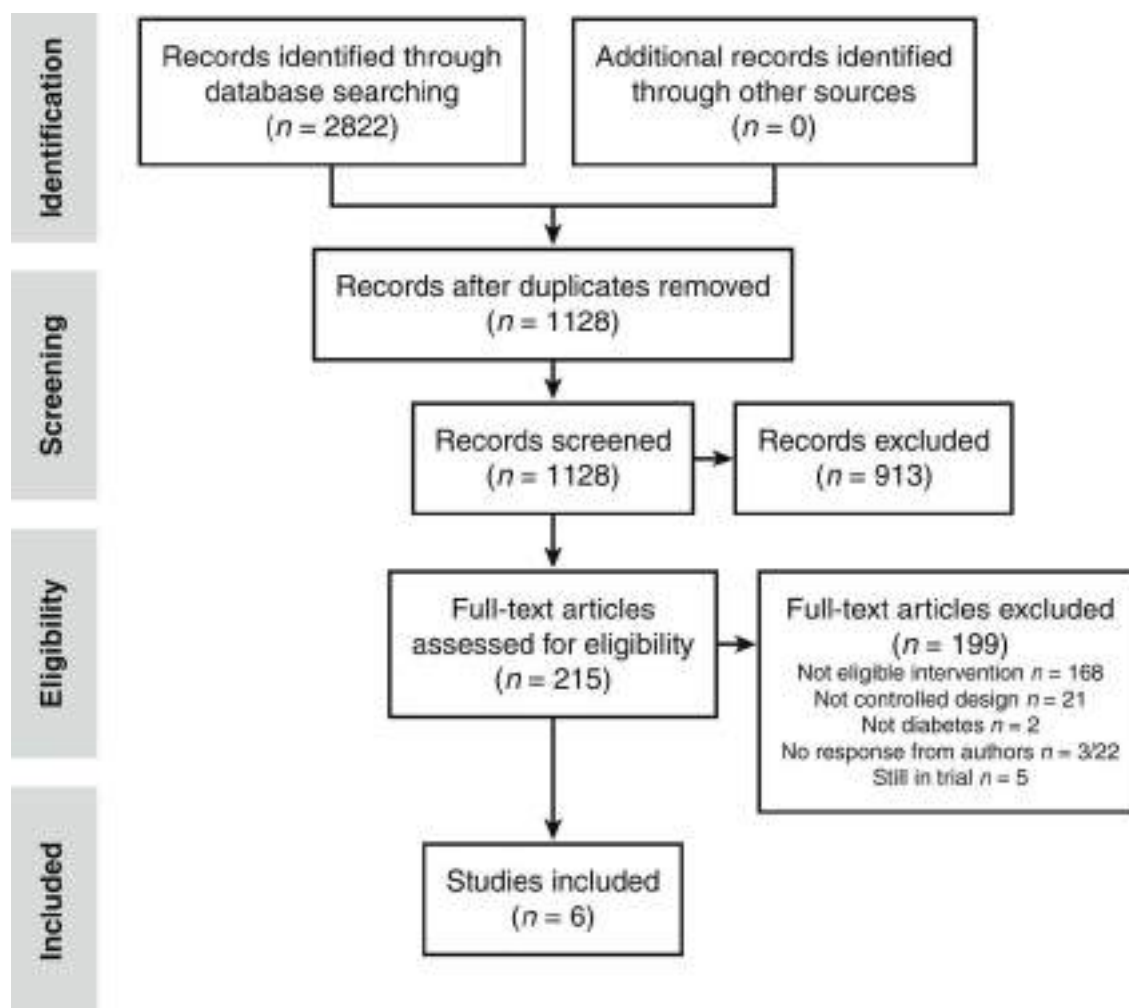 Identification
Records identified through
database searching
(n = 2822)
Additional records identified
through other sources
(n = 0)
Screening
Records after duplicates removed
(n = 1128)
Records screened
(n = 1128)
Records excluded
(n = 913)
Eligibility
Full-text articles
assessed for eligibility
(n = 215)
Full-text articles excluded
(n = 199)
Not eligible intervention n = 168
Not controlled design n = 21
Not diabetes n = 2
No response from authors n = 3/22
Still in trial n = 5
Included
Studies included
(n = 6)